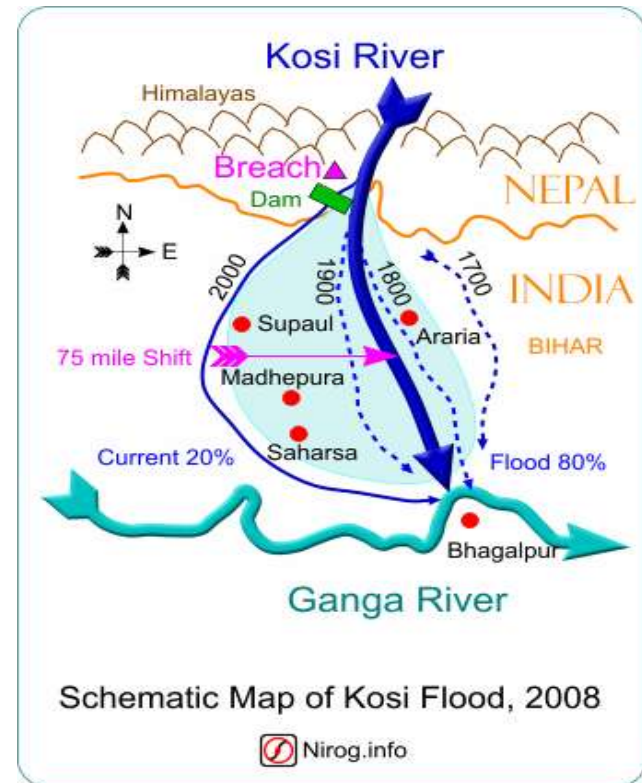 Kosi River
Himalayas
Breach
Dam
NEPAL
N
E
2000
1900
1800
1700
INDIA
Supaul
Araria
BIHAR
75 mile Shift
Madhepura
Saharsa
Current 20%
Flood 80%
Bhagalpur
Ganga River
Schematic Map of Kosi Flood, 2008
Nirog.info